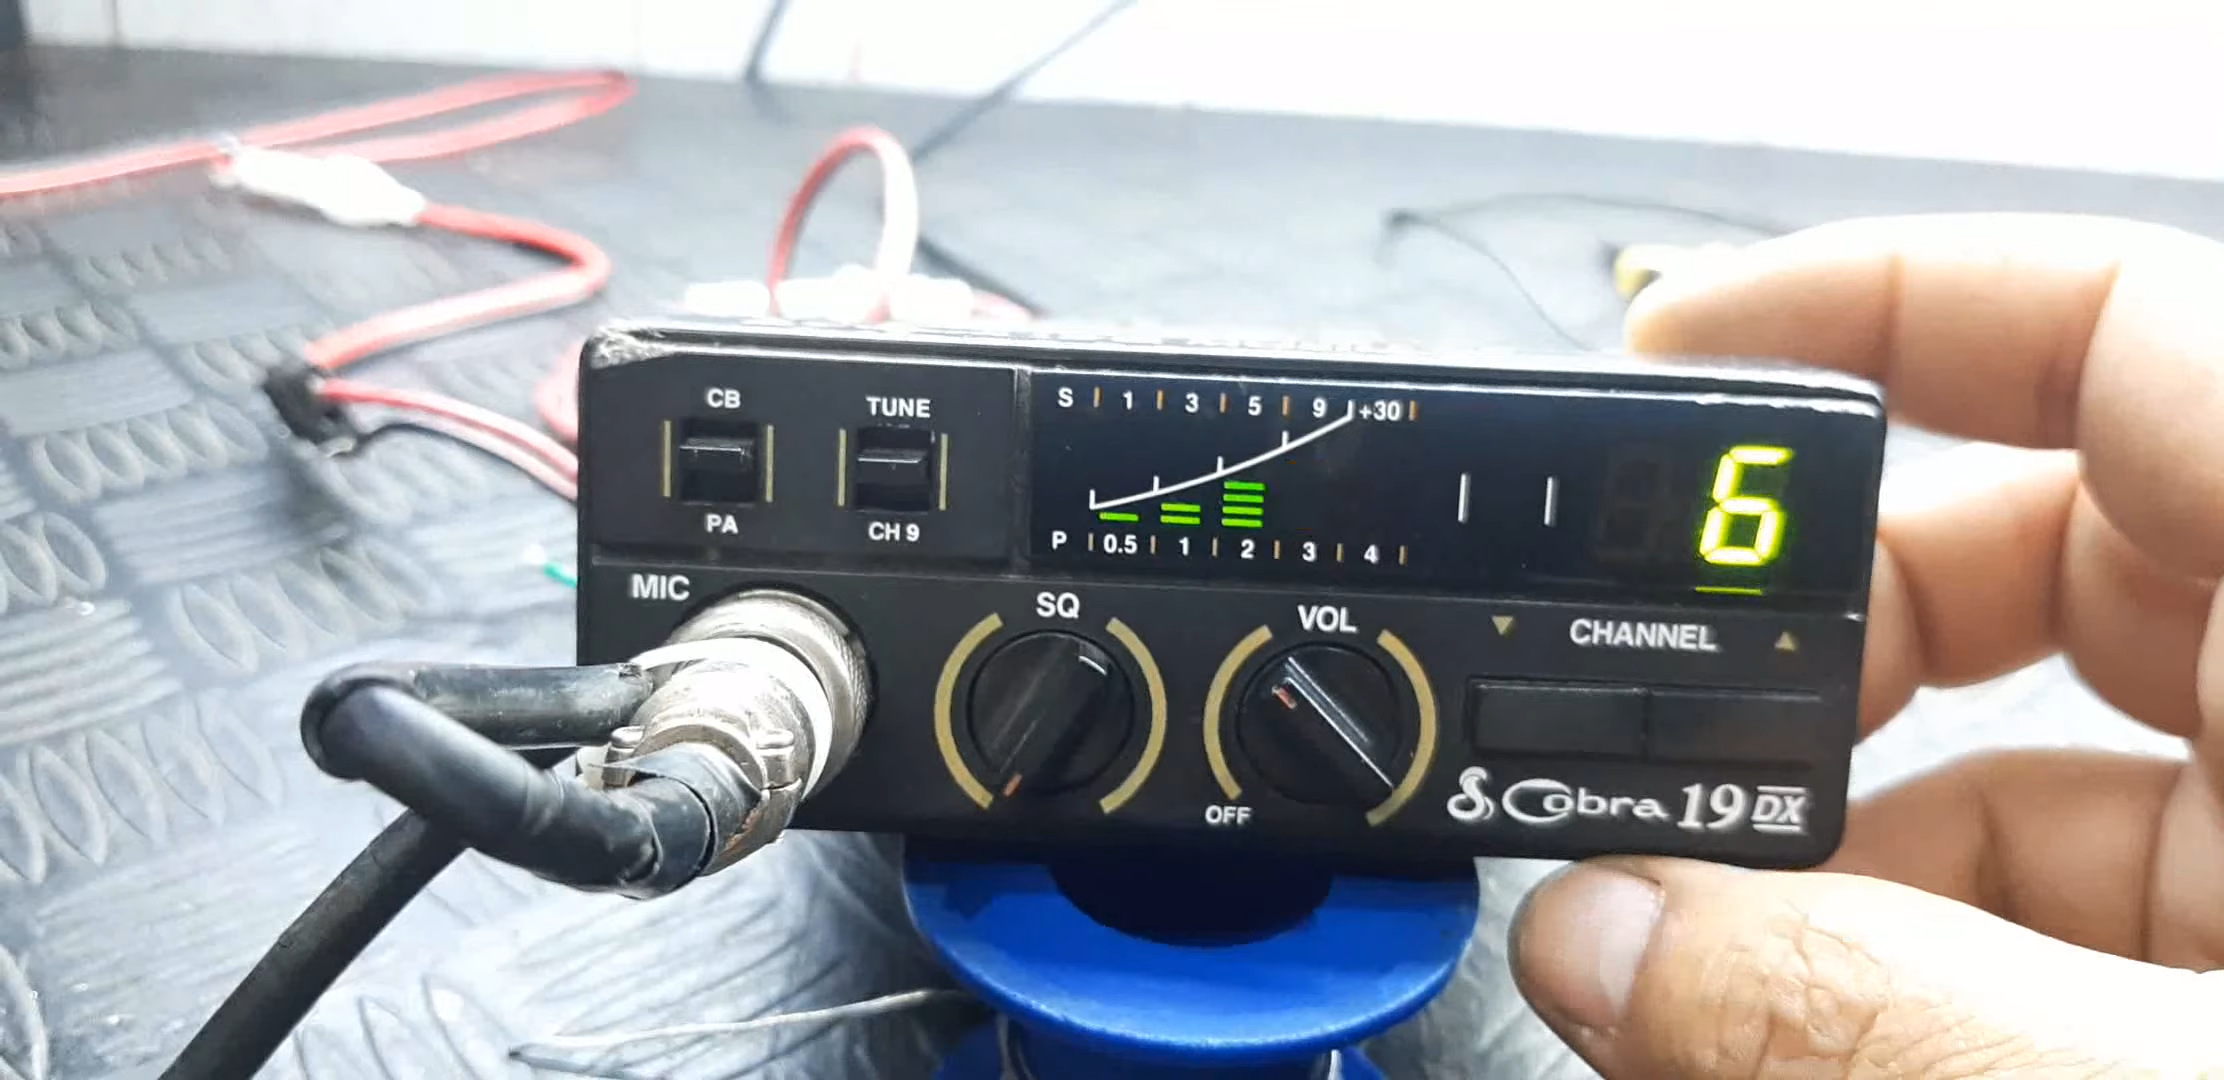 CB
TUNE
PA
CH 9
S 1 3 5 9 +30
P 0.5 1 2 3 4
6
MIC
SQ
VOL
OFF
CHANNEL
Cobra 19 DX